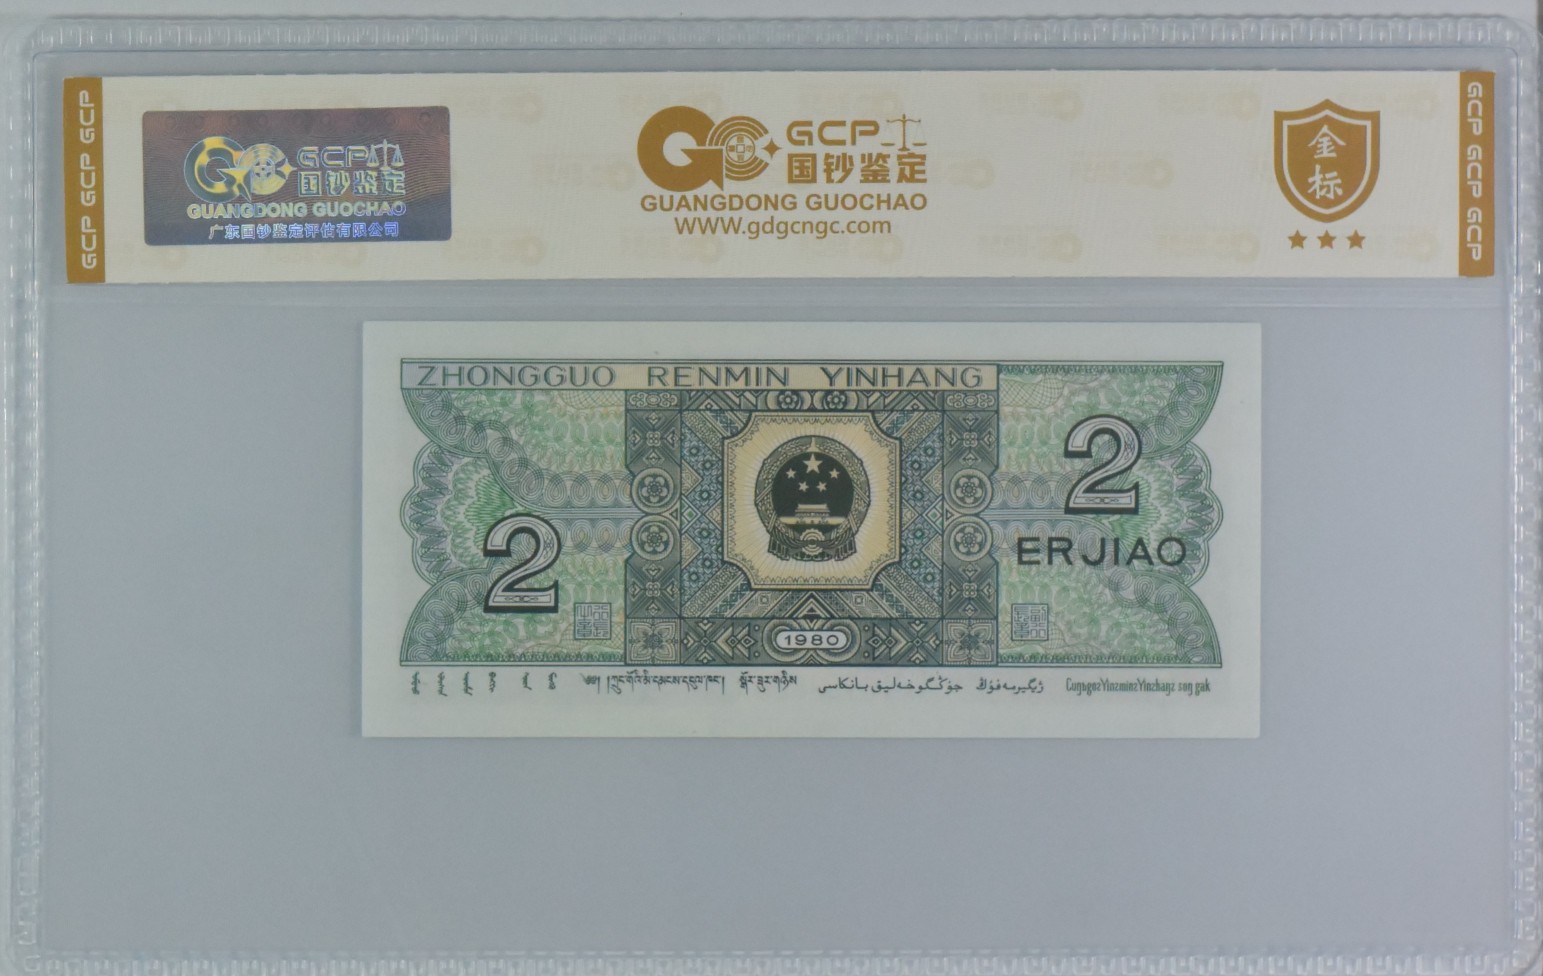 GCP GCP GCP
GCP
国钞鉴定
GUANGDONG GUOCHAO
广东国钞鉴定评估有限公司
GCP
国钞鉴定
GUANGDONG GUOCHAO
WWW.gdgcngc.com
金标
GCP GCP GCP
ZHONGGUO RENMIN YINHANG
2
2
ERJIAO
1980
جۇڭگوخەلىق بانكاسى